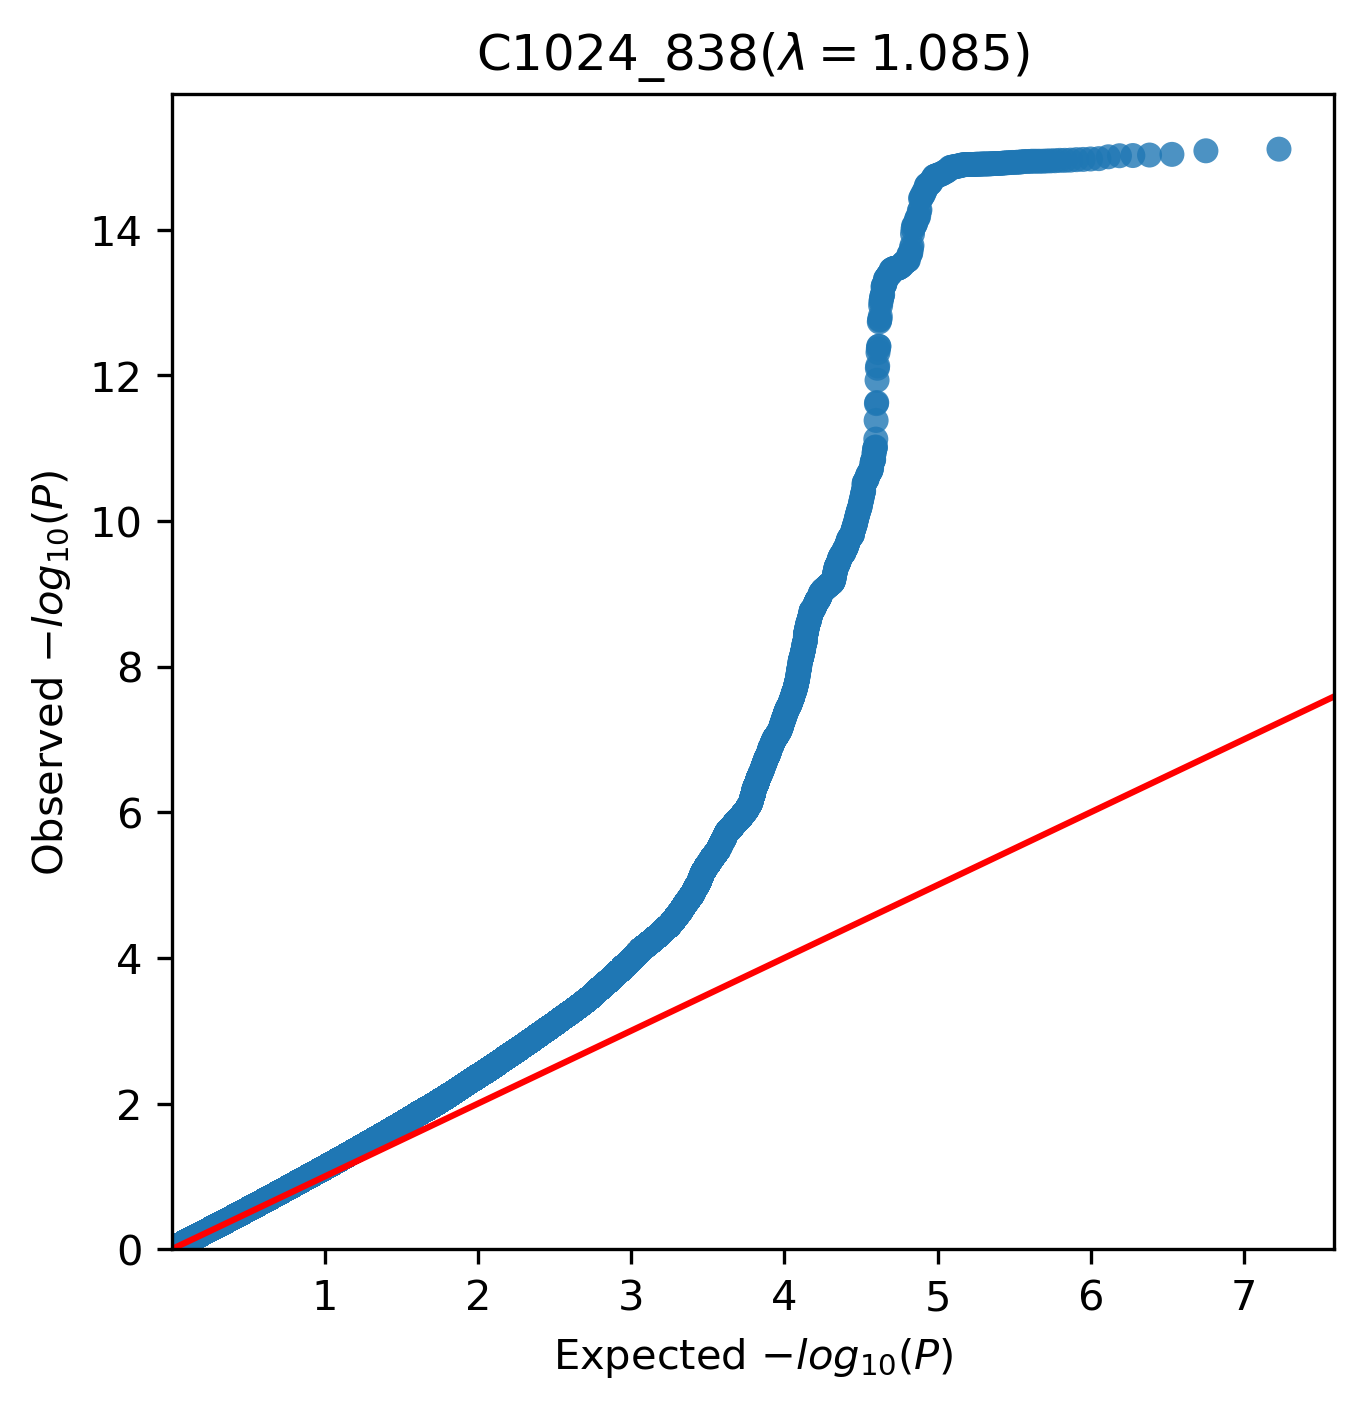 C1024_838(λ = 1.085)
Observed −log₁₀(P)
14
12
10
8
6
4
2
0
1 2 3 4 5 6 7
Expected −log₁₀(P)